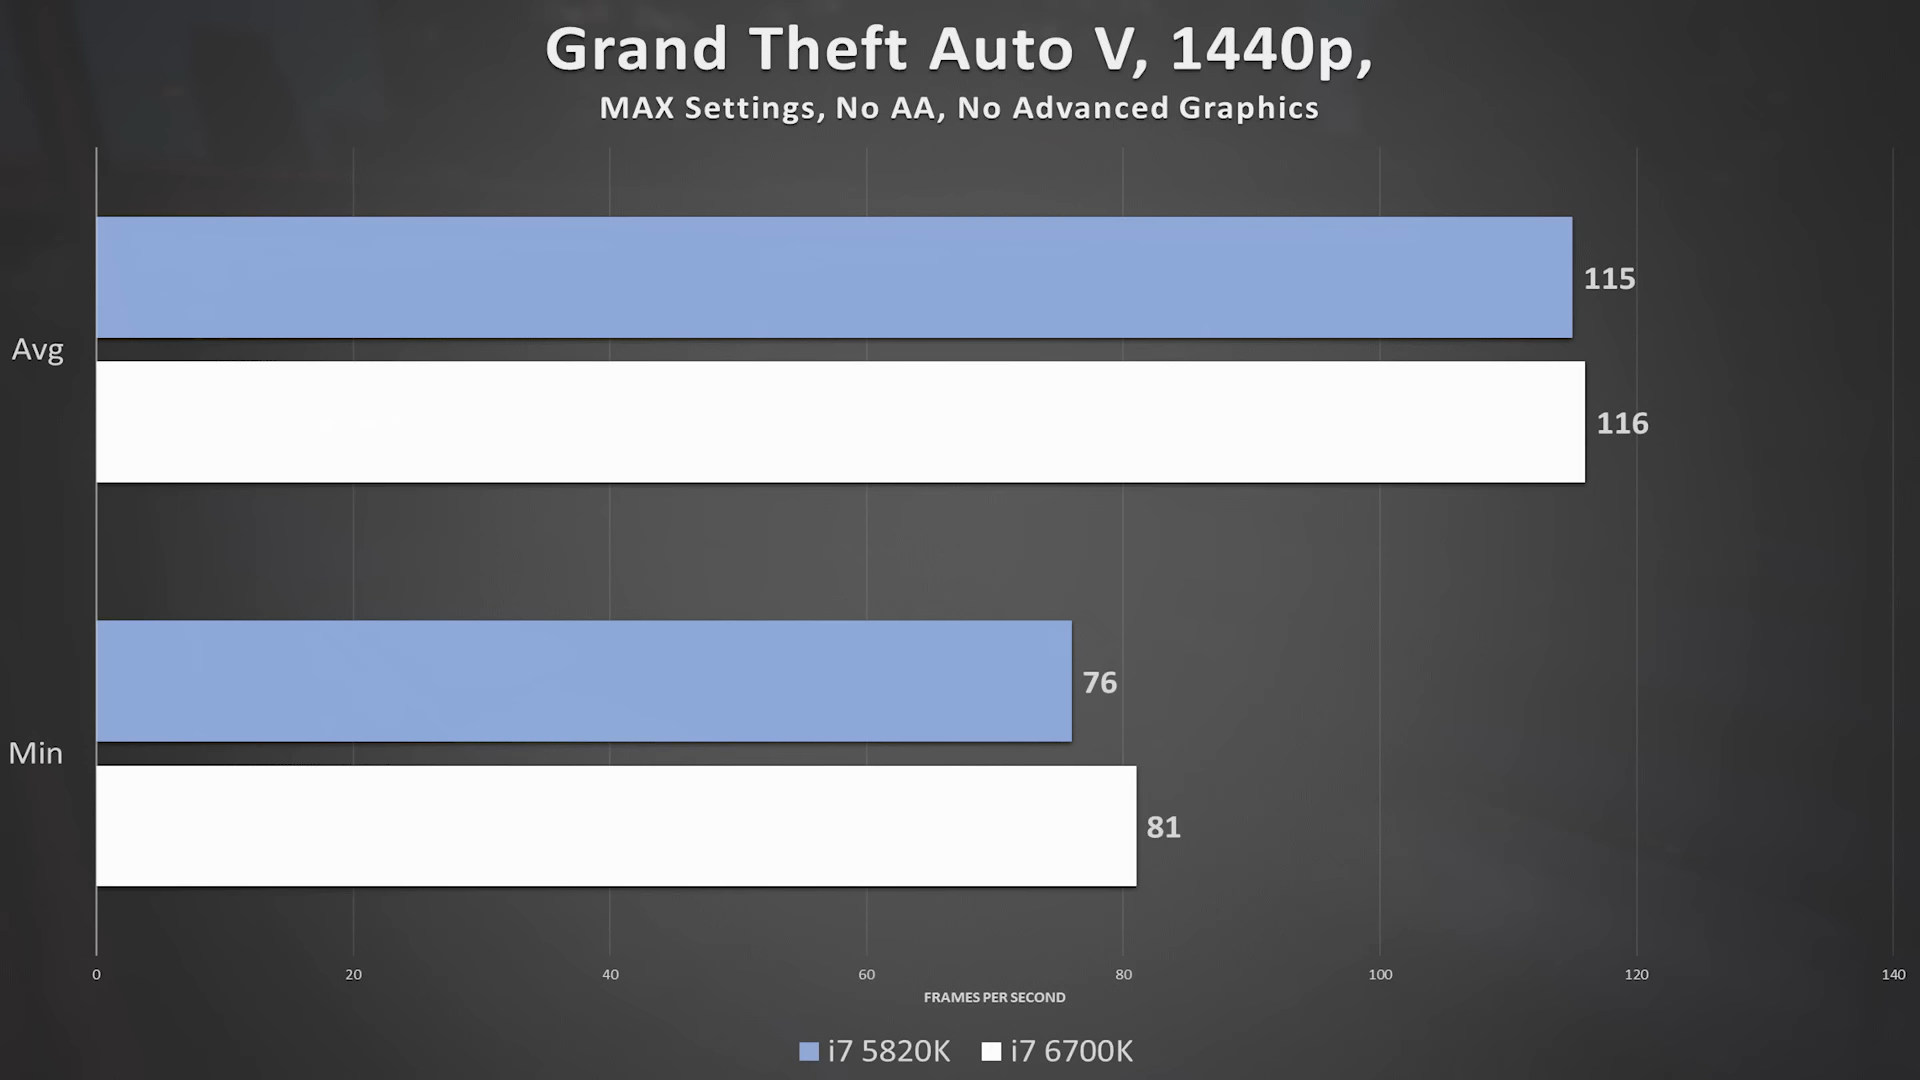 Grand Theft Auto V, 1440p,
MAX Settings, No AA, No Advanced Graphics
115
Avg
116
76
Min
81
0 20 40 60 80 100 120 140
FRAMES PER SECOND
i7 5820K i7 6700K